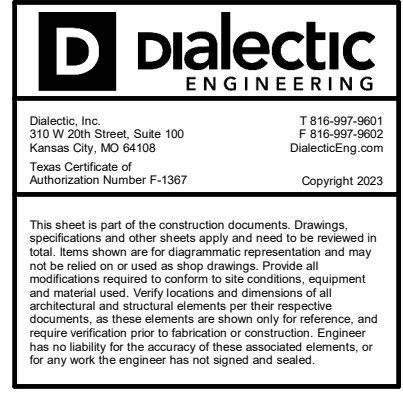 D Dialectic
ENGINEERING
Dialectic, Inc. T 816-997-9601
310 W 20th Street, Suite 100 F 816-997-9602
Kansas City, MO 64108 DialecticEng.com
Texas Certificate of
Authorization Number F-1367 Copyright 2023
This sheet is part of the construction documents. Drawings,
specifications and other sheets apply and need to be reviewed in
total. Items shown are for diagrammatic representation and may
not be relied on or used as shop drawings. Provide all
modifications required to conform to site conditions, equipment
and material used. Verify locations and dimensions of all
architectural and structural elements per their respective
documents, as these elements are shown only for reference, and
require verification prior to fabrication or construction. Engineer
has no liability for the accuracy of these associated elements, or
for any work the engineer has not signed and sealed.